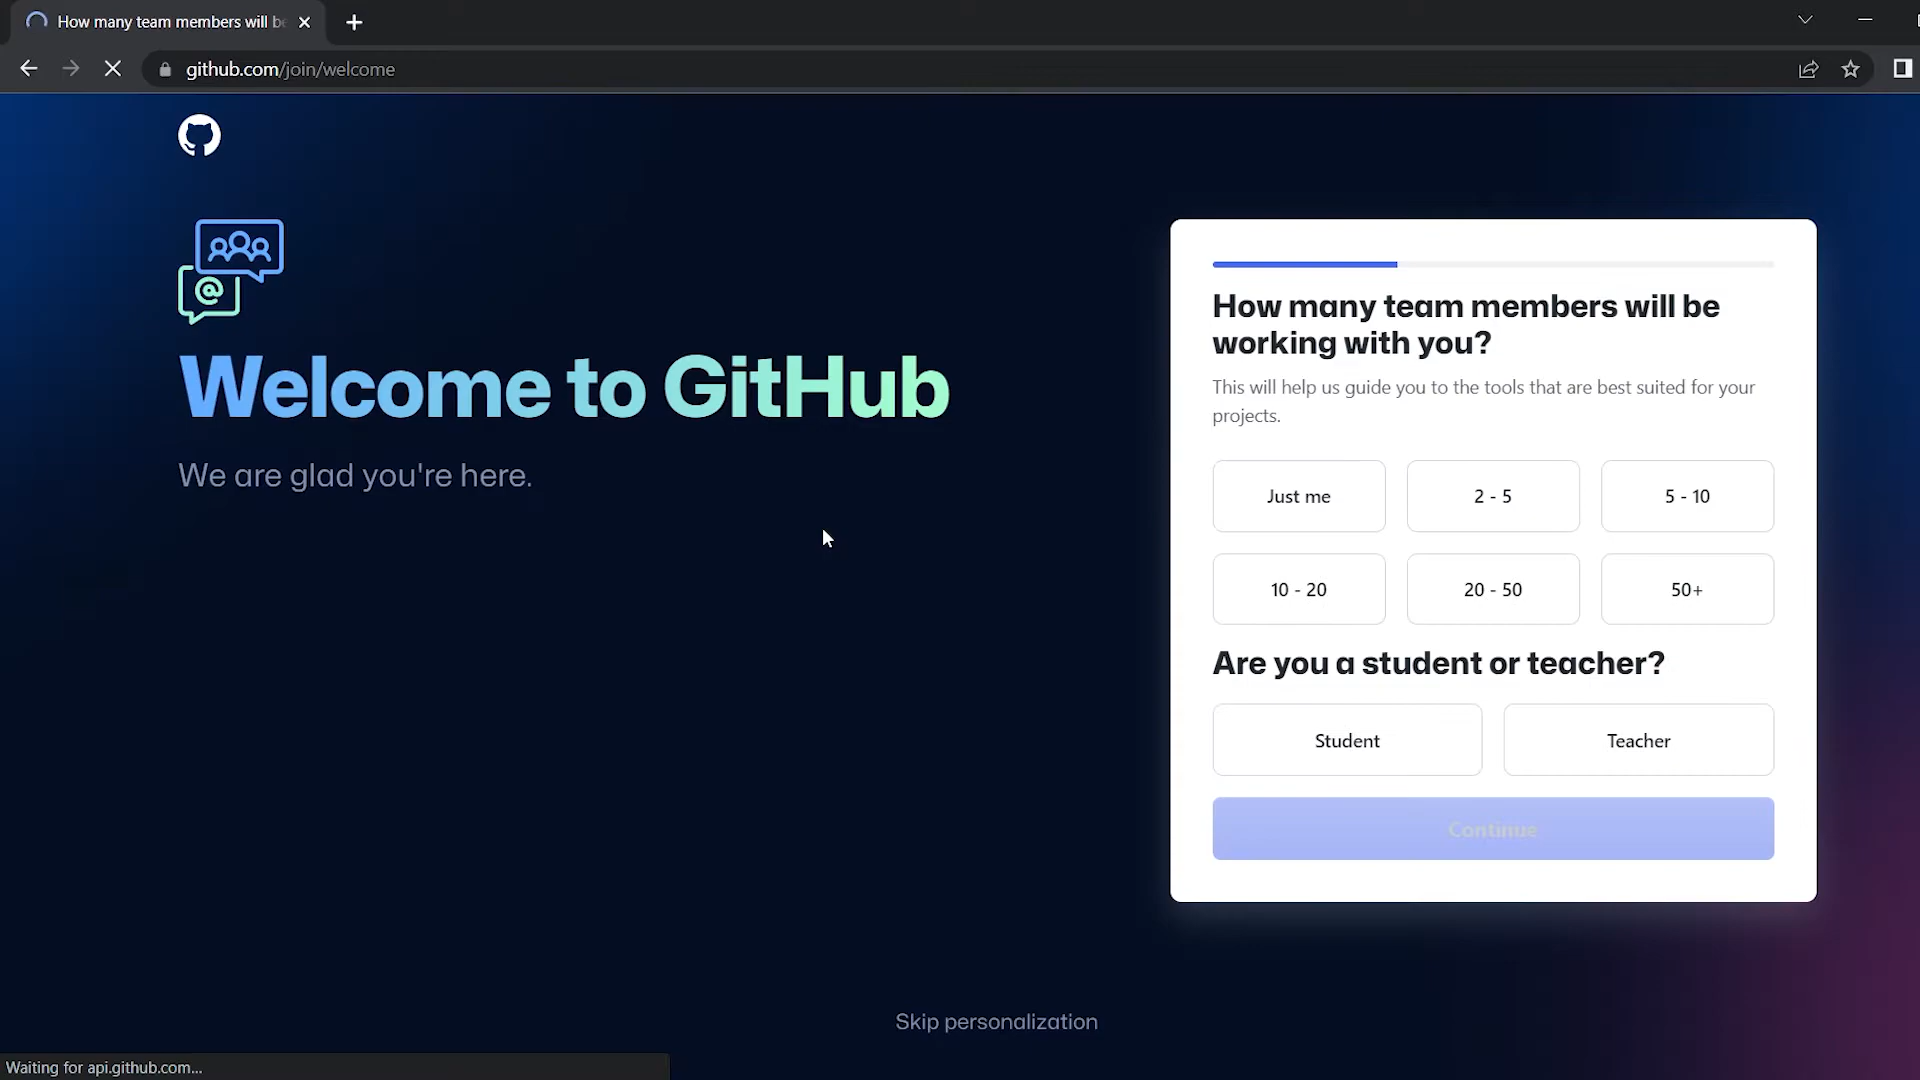 How many team members will be
github.com/join/welcome
@
Welcome to GitHub
We are glad you're here.
How many team members will be
working with you?
This will help us guide you to the tools that are best suited for your
projects.
Just me
2 - 5
5 - 10
10 - 20
20 - 50
50+
Are you a student or teacher?
Student
Teacher
Continue
Skip personalization
Waiting for api.github.com...